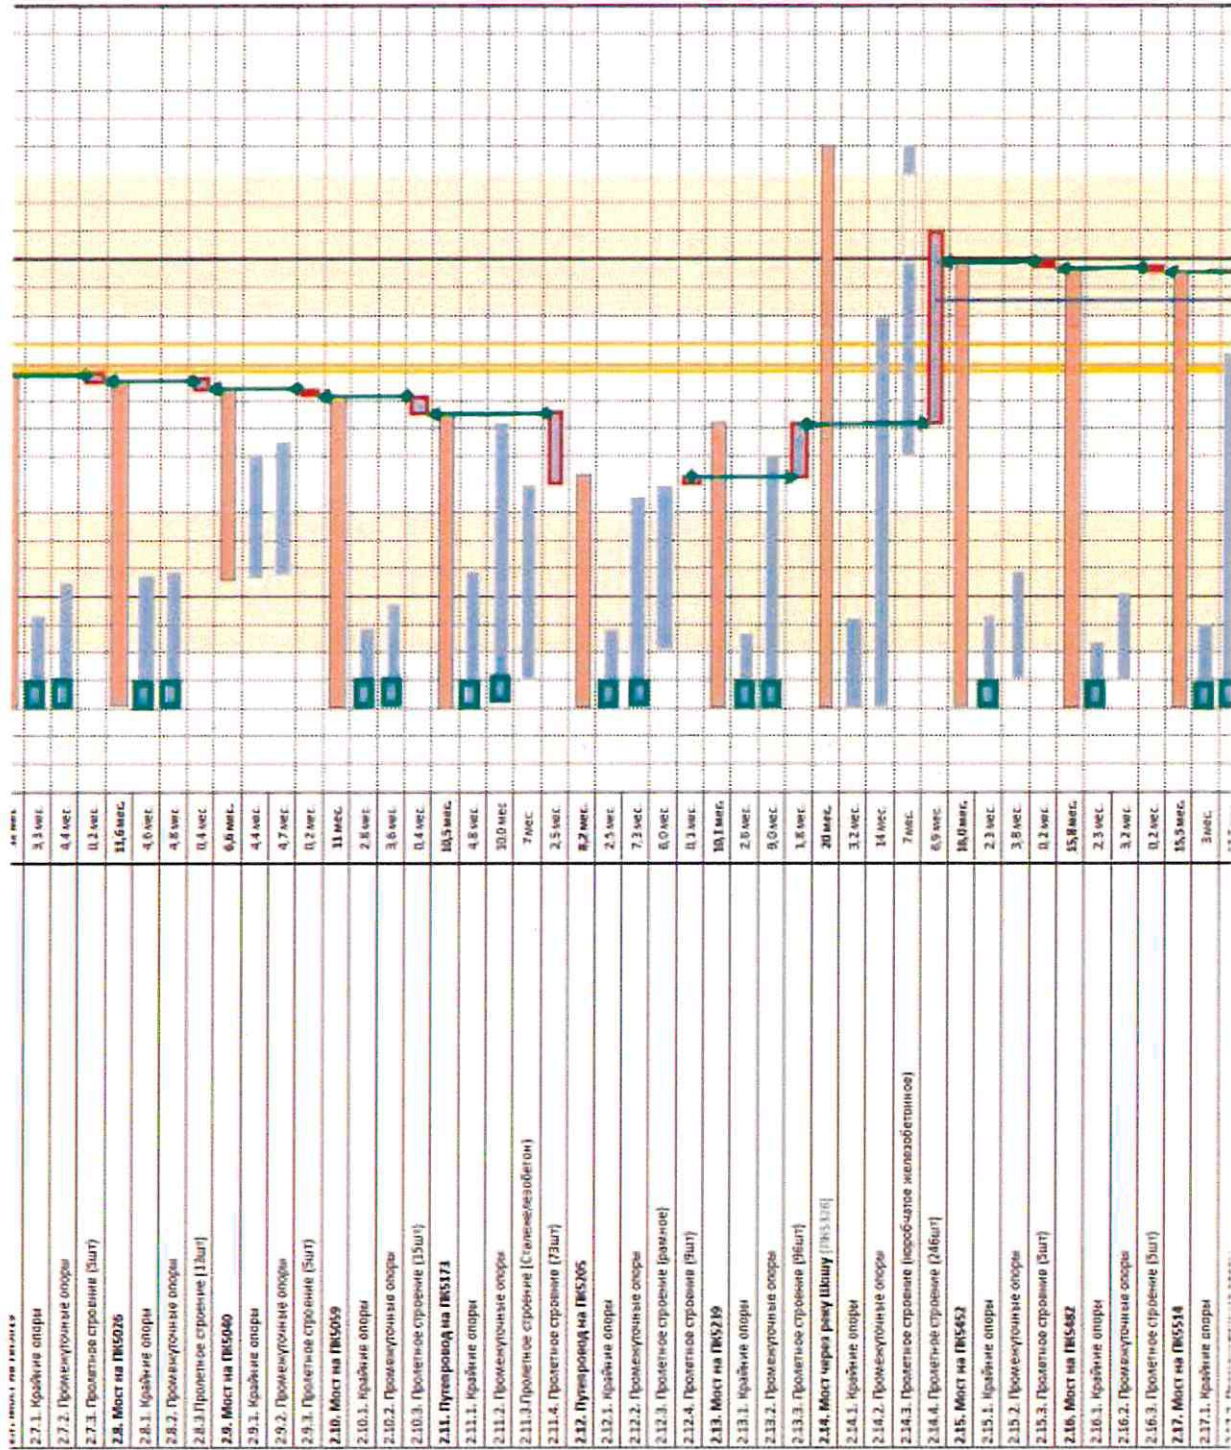 2.7.1. Крайние опоры 3,3 мес.
2.7.2. Промежуточные опоры 4,4 мес.
2.7.3. Пролетное строение (5шт) 0,2 мес.
2.8. Мост на ПК5026 11,6 мес.
2.8.1. Крайние опоры 4,6 мес.
2.8.2. Промежуточные опоры 4,8 мес.
2.8.3 Пролетное строение (13шт) 0,4 мес.
2.9. Мост на ПК5040 6,6 мес.
2.9.1. Крайние опоры 4,4 мес.
2.9.2. Промежуточные опоры 4,7 мес.
2.9.3. Пролетное строение (5шт) 0,2 мес.
2.10. Мост на ПК5059 11 мес.
2.10.1. Крайние опоры 2,8 мес.
2.10.2. Промежуточные опоры 3,6 мес.
2.10.3. Пролетное строение (15шт) 0,4 мес.
2.11. Путепровод на ПК5173 10,5 мес.
2.11.1. Крайние опоры 4,8 мес.
2.11.2. Промежуточные опоры 10,0 мес
2.11.3 Пролетное строение (Сталежелезобетон) 7 мес.
2.11.4. Пролетное строение (73шт) 2,5 мес.
2.12. Путепровод на ПК5205 8,2 мес.
2.12.1. Крайние опоры 2,5 мес.
2.12.2. Промежуточные опоры 7,3 мес.
2.12.3. Пролетное строение (рамное) 6,0 мес.
2.12.4. Пролетное строение (9шт) 0,3 мес.
2.13. Мост на ПК5239 10,1 мес.
2.13.1. Крайние опоры 2,6 мес.
2.13.2. Промежуточные опоры 9,0 мес.
2.13.3. Пролетное строение (96шт) 1,8 мес.
2.14. Мост через реку Шкшу (ПК5326) 20 мес.
2.14.1. Крайние опоры 3,2 мес.
2.14.2. Промежуточные опоры 14 мес.
2.14.3. Пролетное строение (коробчатое железобетонное) 7 мес.
2.14.4. Пролетное строение (246шт) 6,9 мес.
2.15. Мост на ПК5452 16,0 мес.
2.15.1. Крайние опоры 2,3 мес.
2.15.2. Промежуточные опоры 3,8 мес.
2.15.3. Пролетное строение (5шт) 0,2 мес.
2.16. Мост на ПК5482 15,8 мес.
2.16.1. Крайние опоры 2,3 мес.
2.16.2. Промежуточные опоры 3,2 мес.
2.16.3. Пролетное строение (5шт) 0,2 мес.
2.17. Мост на ПК5514 15,5 мес.
2.17.1. Крайние опоры 3 мес.